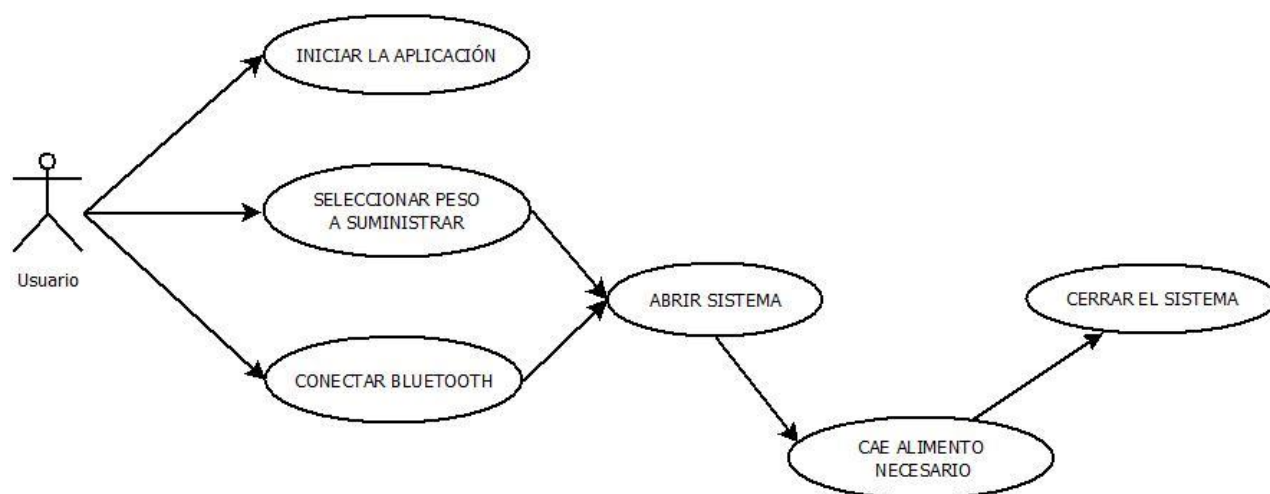 INICIAR LA APLICACIÓN
SELECCIONAR PESO
A SUMINISTRAR
Usuario
ABRIR SISTEMA
CERRAR EL SISTEMA
CONECTAR BLUETOOTH
CAE ALIMENTO
NECESARIO